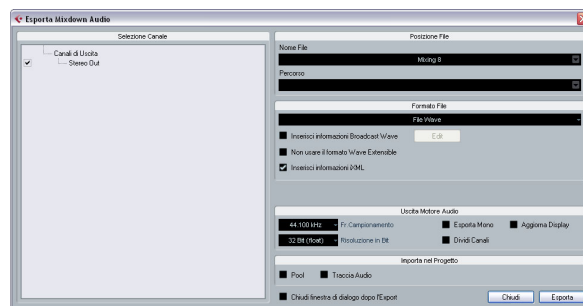 Esporta Mixdown Audio
Selezione Canale
Canali di Uscita
Stereo Out
Posizione File
Nome File
Mixing 8
Percorso
Formato File
File Wave
Inserisci informazioni Broadcast Wave
Edit
Non usare il formato Wave Extensible
Inserisci informazioni iXML
Uscita Motore Audio
44.100 kHz Fr.Campionamento Esporta Mono Aggiorna Display
32 Bit (float) Risoluzione in Bit Dividi Canali
Importa nel Progetto
Pool Traccia Audio
Chiudi finestra di dialogo dopo l'Export Chiudi Esporta